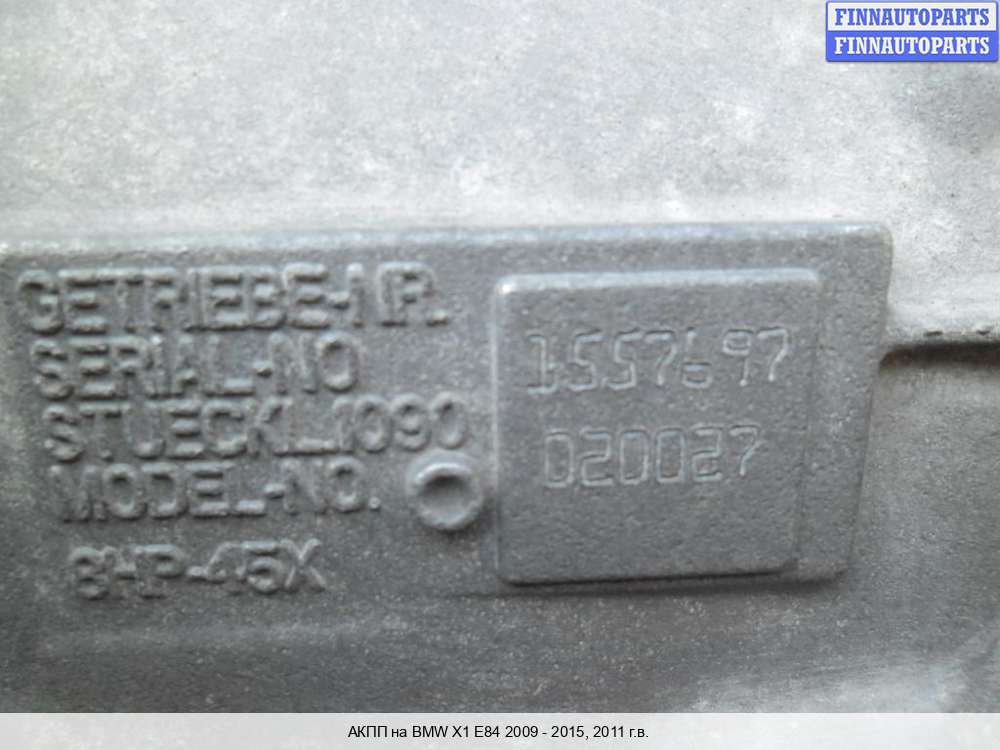 FINNAUTOPARTS
FINNAUTOPARTS
GETRIEBE-NR.
SERIAL-NO
STUECKL.1090
MODEL-NO.
8HP-45X
1557697
020027
АКПП на BMW X1 E84 2009 - 2015, 2011 г.в.